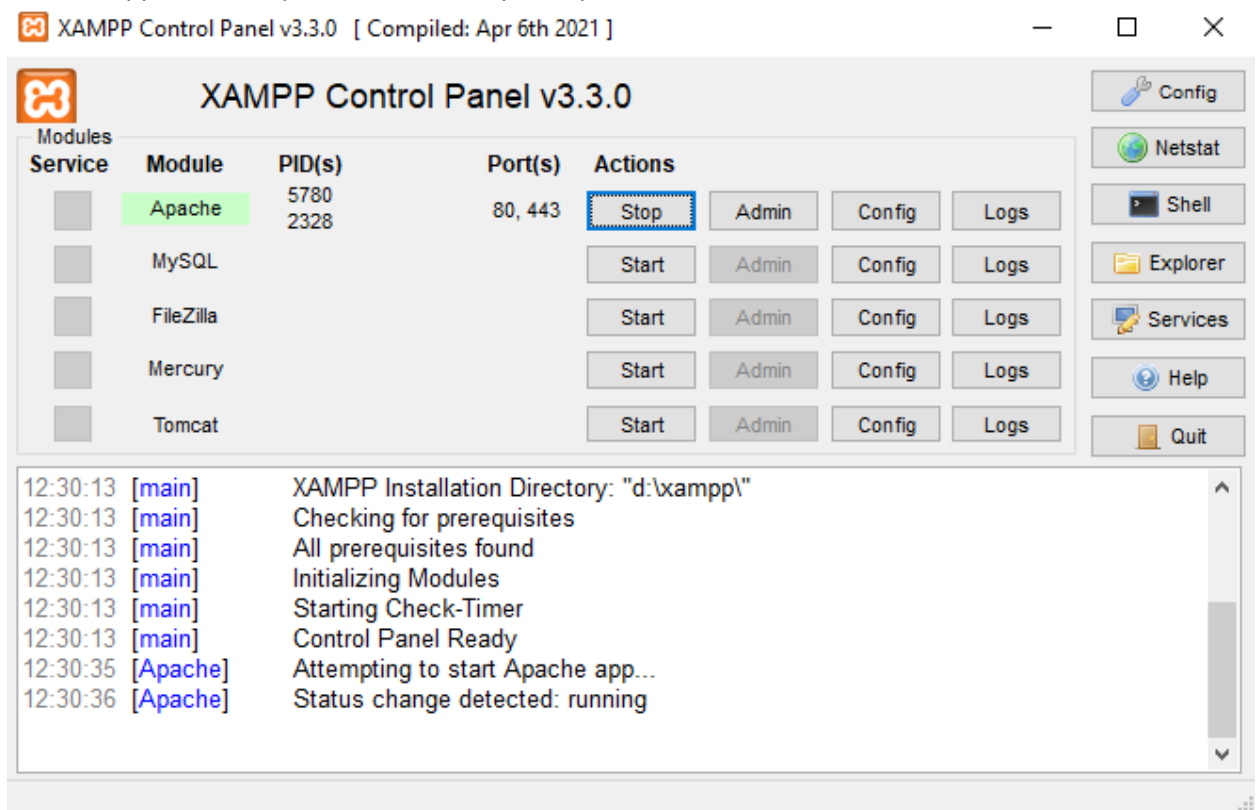 XAMPP Control Panel v3.3.0 [ Compiled: Apr 6th 2021 ]
XAMPP Control Panel v3.3.0
Config
Modules
Service Module PID(s) Port(s) Actions
Netstat
Apache 5780 2328 80, 443 Stop Admin Config Logs
Shell
MySQL Start Admin Config Logs
Explorer
FileZilla Start Admin Config Logs
Services
Mercury Start Admin Config Logs
Help
Tomcat Start Admin Config Logs
Quit
12:30:13 [main] XAMPP Installation Directory: "d:\xampp\"
12:30:13 [main] Checking for prerequisites
12:30:13 [main] All prerequisites found
12:30:13 [main] Initializing Modules
12:30:13 [main] Starting Check-Timer
12:30:13 [main] Control Panel Ready
12:30:35 [Apache] Attempting to start Apache app...
12:30:36 [Apache] Status change detected: running